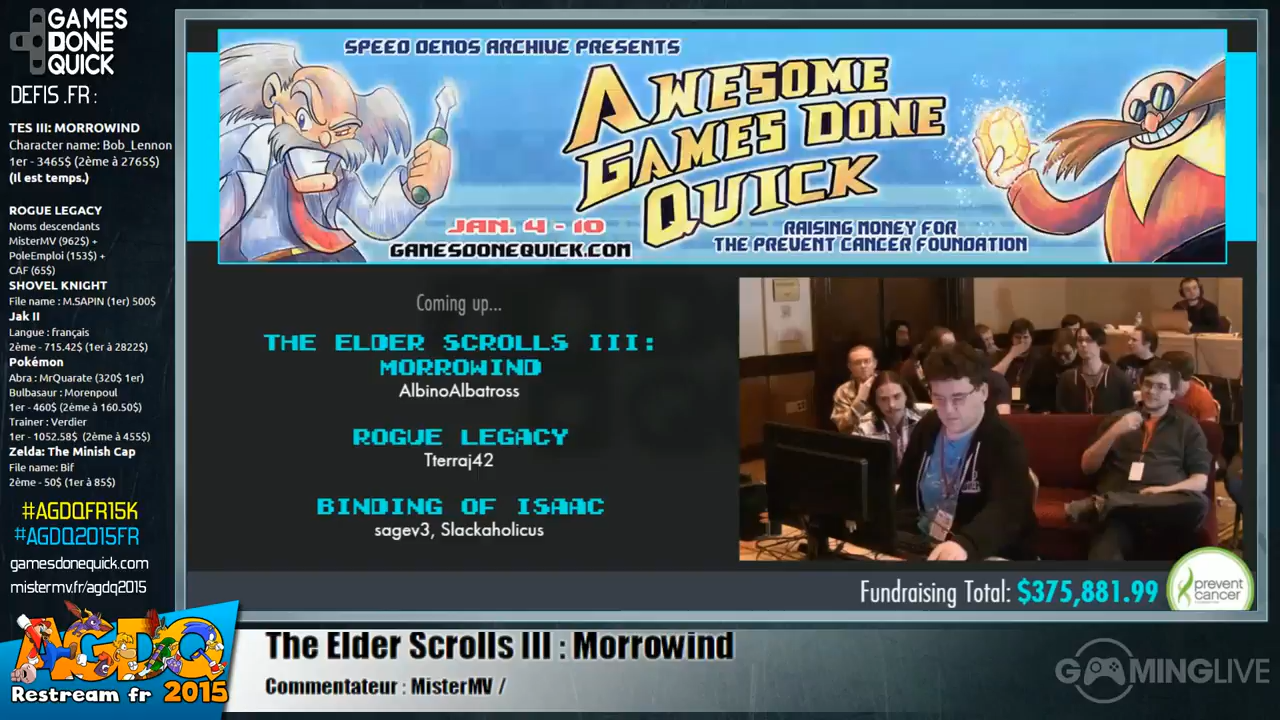 GAMES
DONE
QUICK
DEFIS .FR :
TES III: MORROWIND
Character name: Bob_Lennon
1er - 3465$ (2ème à 2765$)
(Il est temps.)
ROGUE LEGACY
Noms descendants
MisterMV (962$) +
PoleEmploi (153$) +
CAF (65$)
SHOVEL KNIGHT
File name : M.SAPIN (1er) 500$
Jak II
Langue : français
2ème - 715.42$ (1er à 2822$)
Pokémon
Abra : MrQuarate (320$ 1er)
Bulbasaur : Morenpoul
1er - 460$ (2ème à 160.50$)
Trainer : Verdier
1er - 1052.58$ (2ème à 455$)
Zelda: The Minish Cap
File name: Bif
2ème - 50$ (1er à 85$)
#AGDQFR15K
#AGDQ2015FR
gamesdonequick.com
mistermv.fr/agdq2015
AGDQ
Restream fr 2015
SPEED DEMOS ARCHIVE PRESENTS
AWESOME
GAMES DONE
QUICK
JAN. 4 - 10
GAMESDONEQUICK.COM
RAISING MONEY FOR
THE PREVENT CANCER FOUNDATION
Coming up...
THE ELDER SCROLLS III:
MORROWIND
AlbinoAlbatross
ROGUE LEGACY
Tterraj42
BINDING OF ISAAC
sagev3, Slackaholicus
Fundraising Total: $375,881.99
prevent
cancer
The Elder Scrolls III : Morrowind
Commentateur : MisterMV /
GAMINGLIVE